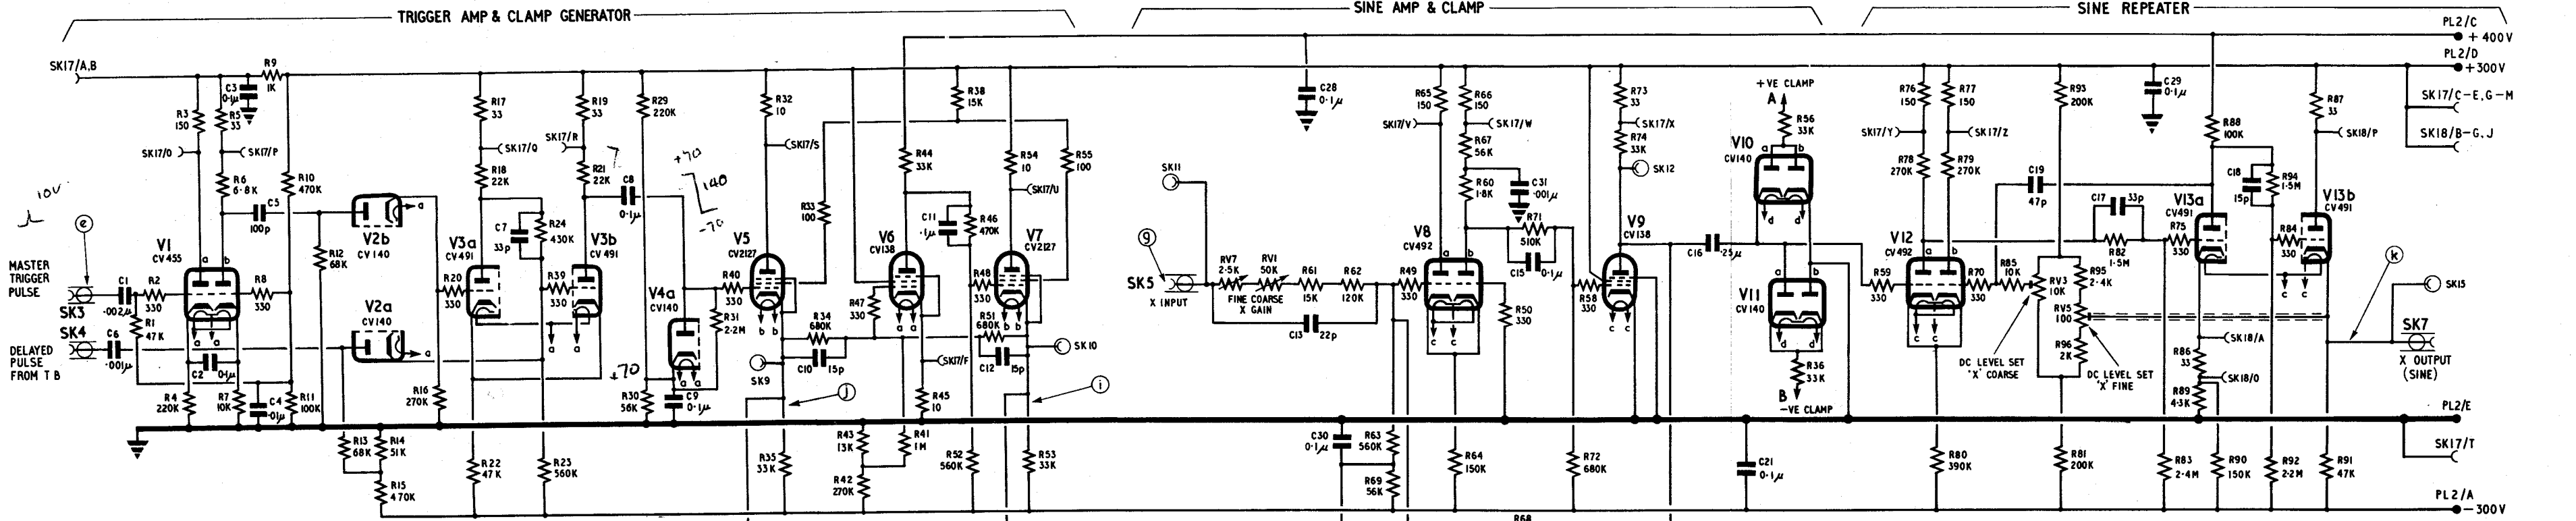 TRIGGER AMP & CLAMP GENERATOR
SINE AMP & CLAMP
SINE REPEATER
PL2/C
+400V
PL2/D
+300V
SK17/C-E,G-M
SK18/B-G,J
PL2/E
SK17/T
PL2/A
-300V
SK17/A,B
R9
1K
C3
0·1μ
R3
150
R5
33
SK17/O
SK17/P
R6
6·8K
R10
470K
C5
100p
10V
e
V1
CV455
a b
MASTER
TRIGGER
PULSE
SK3
C1
·002μ
R2
330
R8
330
R1
47K
SK4
C6
·001μ
DELAYED
PULSE
FROM T B
C2 0·1μ
R4
220K
R7
10K
C4
·01μ
R11
100K
R12
68K
V2b
CV140
a
V2a
CV140
a
R13
68K
R14
51K
R15
470K
R16
270K
R17
33
SK17/Q
R18
22K
V3a
CV491
R20
330
C7
33p
R24
430K
R39
330
R22
47K
R23
560K
R19
33
SK17/R
R21
22K
V3b
CV491
a a
C8
0·1μ
+70
140
-70
+70
R29
220K
V4a
CV140
a a
R30
56K
C9
0·1μ
R31
2·2M
R40
330
R32
10
SK17/S
V5
CV2127
b b
R33
100
R34
680K
C10 15p
SK9
j
R35
33K
R38
15K
R44
33K
V6
CV138
a a
R47
330
SK17/F
R45
10
R43
13K
R41
1M
R42
270K
C11
·1μ
R46
470K
R48
330
R51
680K
C12 15p
R52
560K
R54
10
SK17/U
R55
100
V7
CV2127
b b
SK10
i
R53
33K
SK11
g
SK5
X INPUT
RV7
2·5K
RV1
50K
FINE COARSE
X GAIN
R61
15K
R62
120K
C13 22p
R49
330
C28
0·1μ
R65
150
R66
150
SK17/V
SK17/W
R67
56K
R60
1·8K
C31
·001μ
R71
510K
C15 0·1μ
V8
CV492
a b
c c
R50
330
C30
0·1μ
R63
560K
R69
56K
R64
150K
R68
R73
33
SK17/X
R74
33K
SK12
V9
CV138
c c
R58
330
R72
680K
C16 ·25μ
+VE CLAMP
A
R56
33K
V10
CV140
a b
d d
V11
CV140
a b
d d
R36
33K
B
-VE CLAMP
C21
0·1μ
R76
150
R77
150
SK17/Y
SK17/Z
R78
270K
R79
270K
V12
CV492
a b
c c
R59
330
R70
330
R85
10K
R80
390K
R93
200K
C19
47p
RV3
10K
R95
2·4K
RV5
100
R96
2K
DC LEVEL SET
'X' COARSE
DC LEVEL SET
'X' FINE
R81
200K
C29
0·1μ
C17 33p
R82
1·5M
R75
330
R88
100K
V13a
CV491
C18
15p
R94
1·5M
R84
330
c c
SK18/A
R86
33
SK18/O
R89
4·3K
R83
2·4M
R90
150K
R92
2·2M
R91
47K
R87
33
SK18/P
V13b
CV491
k
SK15
SK7
X OUTPUT
(SINE)